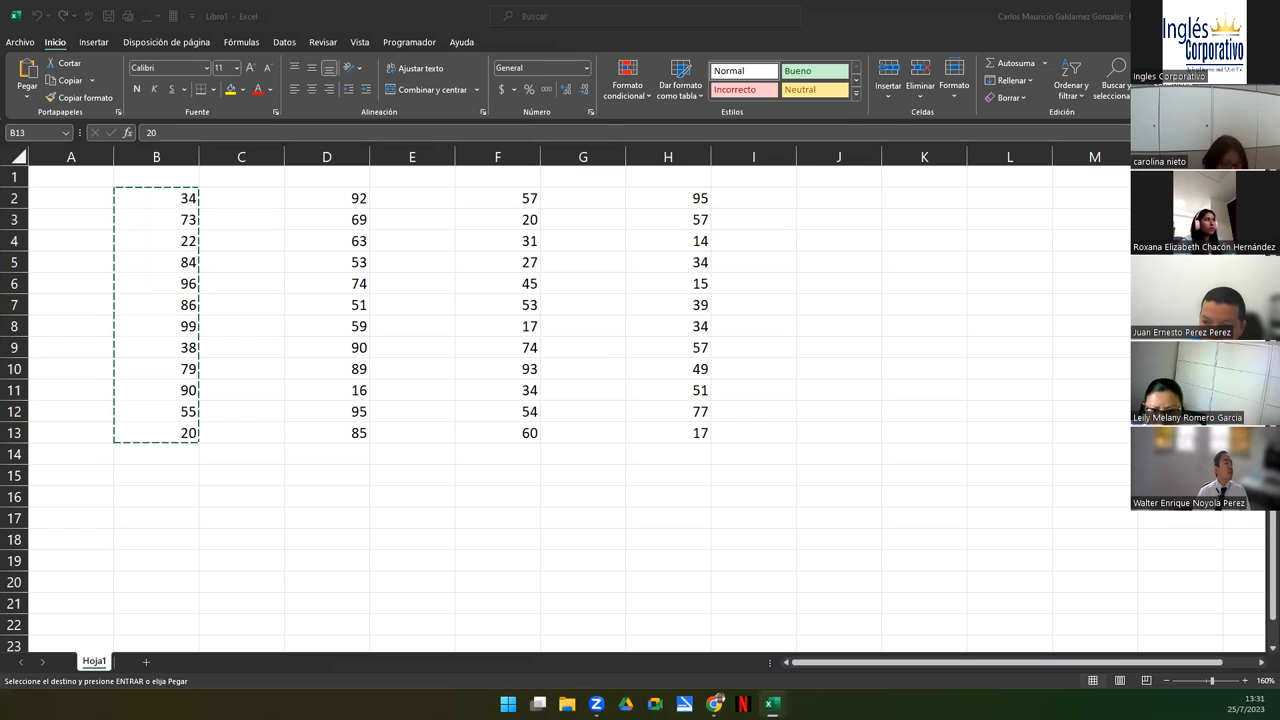 Libro1 - Excel
Buscar
Carlos Mauricio Galdamez Gonzalez
Archivo Inicio Insertar Disposición de página Fórmulas Datos Revisar Vista Programador Ayuda
Pegar
Cortar
Copiar
Copiar formato
Portapapeles
Calibri 11
N K S
Fuente
Ajustar texto
Combinar y centrar
Alineación
General
$ % 000
Número
Formato condicional
Dar formato como tabla
Normal Bueno
Incorrecto Neutral
Estilos
Insertar Eliminar Formato
Celdas
Autosuma
Rellenar
Borrar
Ordenar y filtrar
Buscar y selecciona
Edición
B13 fx 20
A B C D E F G H I J K L M
1
2 34 92 57 95
3 73 69 20 57
4 22 63 31 14
5 84 53 27 34
6 96 74 45 15
7 86 51 53 39
8 99 59 17 34
9 38 90 74 57
10 79 89 93 49
11 90 16 34 51
12 55 95 54 77
13 20 85 60 17
14
15
16
17
18
19
20
21
22
23
Hoja1
Seleccione el destino y presione ENTRAR o elija Pegar
160%
13:31
25/7/2023
Inglés
Corporativo
Ingles Corporativo
carolina nieto
Roxana Elizabeth Chacón Hernández
Juan Ernesto Perez Perez
Leily Melany Romero Garcia
Walter Enrique Noyola Perez